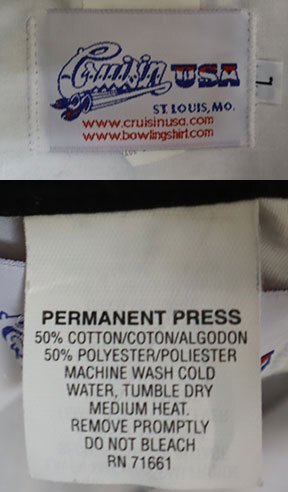 Cruisin USA
L
ST. LOUIS, MO.
www.cruisinusa.com
www.bowlingshirt.com
PERMANENT PRESS
50% COTTON/COTON/ALGODON
50% POLYESTER/POLIESTER
MACHINE WASH COLD
WATER, TUMBLE DRY
MEDIUM HEAT.
REMOVE PROMPTLY
DO NOT BLEACH
RN 71661